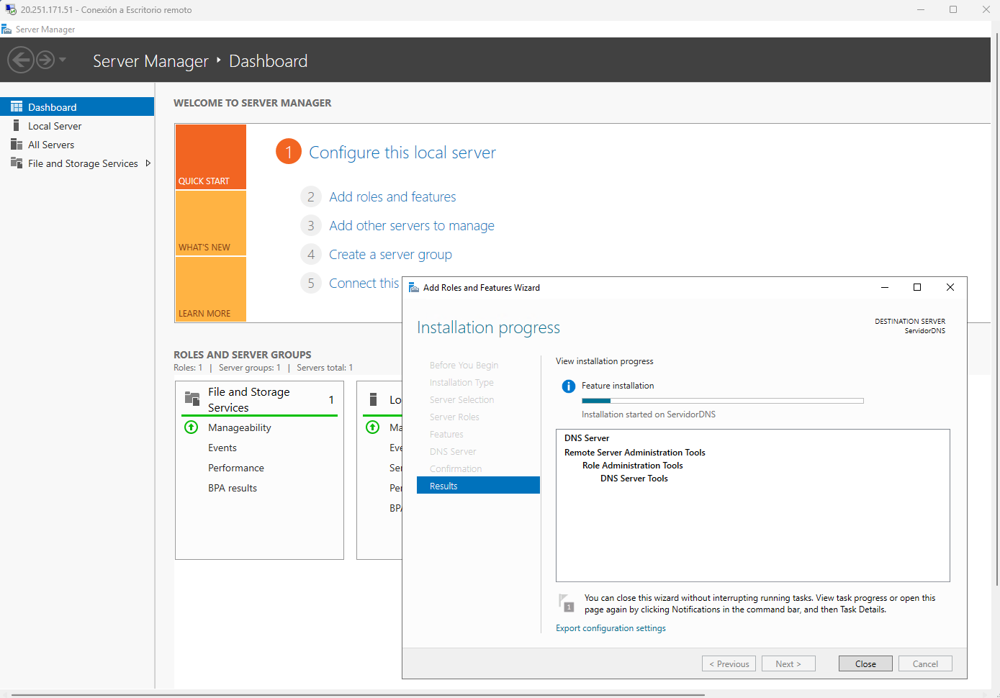 20.251.171.51 - Conexión a Escritorio remoto
Server Manager
Server Manager ‣ Dashboard
Dashboard
Local Server
All Servers
File and Storage Services
WELCOME TO SERVER MANAGER
QUICK START
WHAT'S NEW
LEARN MORE
1 Configure this local server
2 Add roles and features
3 Add other servers to manage
4 Create a server group
5 Connect this
ROLES AND SERVER GROUPS
Roles: 1 | Server groups: 1 | Servers total: 1
File and Storage
Services
1
Manageability
Events
Performance
BPA results
Lo
Ma
Eve
Ser
Per
BPA
Add Roles and Features Wizard
Installation progress
DESTINATION SERVER
ServidorDNS
Before You Begin
Installation Type
Server Selection
Server Roles
Features
DNS Server
Confirmation
Results
View installation progress
Feature installation
Installation started on ServidorDNS
DNS Server
Remote Server Administration Tools
Role Administration Tools
DNS Server Tools
1
You can close this wizard without interrupting running tasks. View task progress or open this
page again by clicking Notifications in the command bar, and then Task Details.
Export configuration settings
< Previous
Next >
Close
Cancel